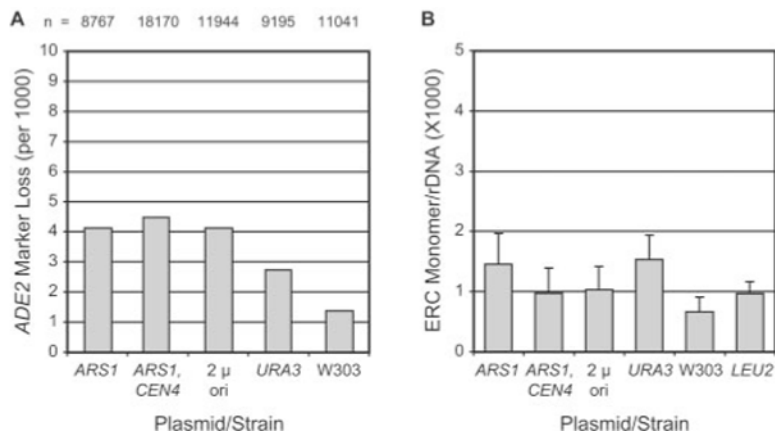 A n = 8767 18170 11944 9195 11041
10
9
8
7
6
5
4
3
2
1
0
ADE2 Marker Loss (per 1000)
ARS1 ARS1, 2 μ URA3 W303
CEN4 ori
Plasmid/Strain
B
5
4
3
2
1
0
ERC Monomer/rDNA (X1000)
ARS1 ARS1, 2 μ URA3 W303 LEU2
CEN4 ori
Plasmid/Strain